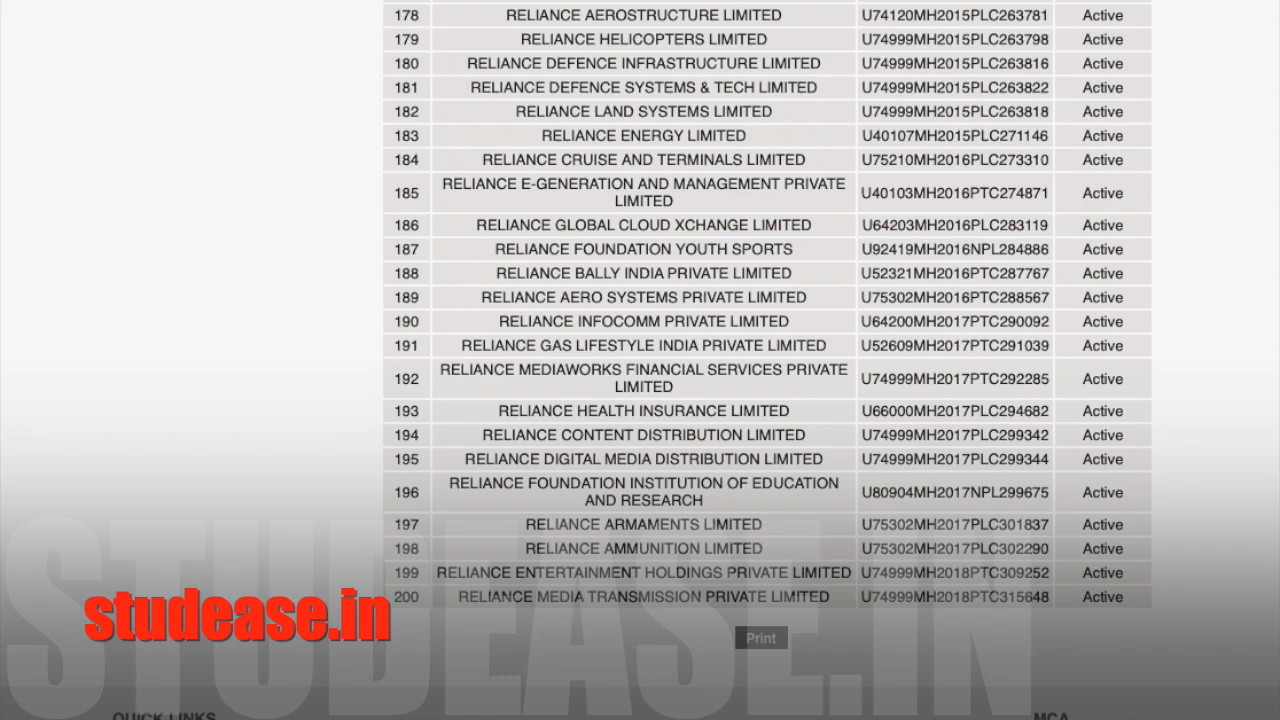 178 RELIANCE AEROSTRUCTURE LIMITED U74120MH2015PLC263781 Active
179 RELIANCE HELICOPTERS LIMITED U74999MH2015PLC263798 Active
180 RELIANCE DEFENCE INFRASTRUCTURE LIMITED U74999MH2015PLC263816 Active
181 RELIANCE DEFENCE SYSTEMS & TECH LIMITED U74999MH2015PLC263822 Active
182 RELIANCE LAND SYSTEMS LIMITED U74999MH2015PLC263818 Active
183 RELIANCE ENERGY LIMITED U40107MH2015PLC271146 Active
184 RELIANCE CRUISE AND TERMINALS LIMITED U75210MH2016PLC273310 Active
185 RELIANCE E-GENERATION AND MANAGEMENT PRIVATE
LIMITED U40103MH2016PTC274871 Active
186 RELIANCE GLOBAL CLOUD XCHANGE LIMITED U64203MH2016PLC283119 Active
187 RELIANCE FOUNDATION YOUTH SPORTS U92419MH2016NPL284886 Active
188 RELIANCE BALLY INDIA PRIVATE LIMITED U52321MH2016PTC287767 Active
189 RELIANCE AERO SYSTEMS PRIVATE LIMITED U75302MH2016PTC288567 Active
190 RELIANCE INFOCOMM PRIVATE LIMITED U64200MH2017PTC290092 Active
191 RELIANCE GAS LIFESTYLE INDIA PRIVATE LIMITED U52609MH2017PTC291039 Active
192 RELIANCE MEDIAWORKS FINANCIAL SERVICES PRIVATE
LIMITED U74999MH2017PTC292285 Active
193 RELIANCE HEALTH INSURANCE LIMITED U66000MH2017PLC294682 Active
194 RELIANCE CONTENT DISTRIBUTION LIMITED U74999MH2017PLC299342 Active
195 RELIANCE DIGITAL MEDIA DISTRIBUTION LIMITED U74999MH2017PLC299344 Active
196 RELIANCE FOUNDATION INSTITUTION OF EDUCATION
AND RESEARCH U80904MH2017NPL299675 Active
197 RELIANCE ARMAMENTS LIMITED U75302MH2017PLC301837 Active
198 RELIANCE AMMUNITION LIMITED U75302MH2017PLC302290 Active
199 RELIANCE ENTERTAINMENT HOLDINGS PRIVATE LIMITED U74999MH2018PTC309252 Active
200 RELIANCE MEDIA TRANSMISSION PRIVATE LIMITED U74999MH2018PTC315648 Active
STUDEASE.IN
studease.in
Print
QUICK LINKS MCA